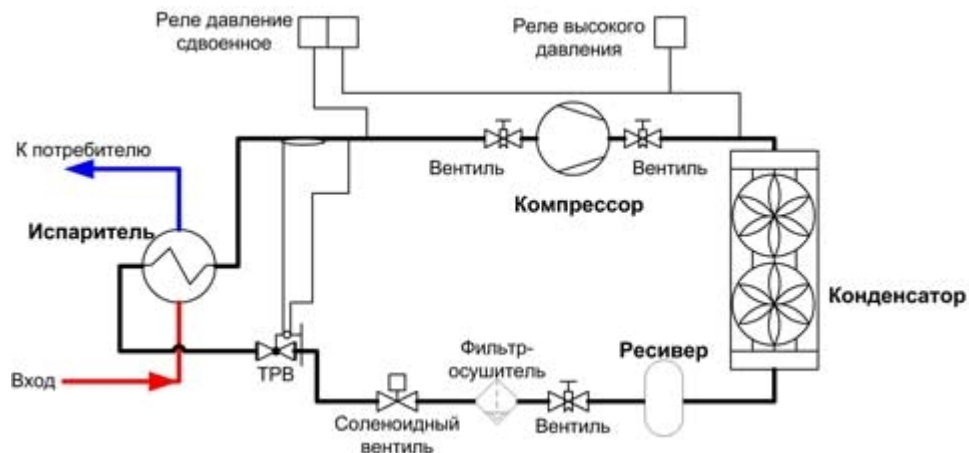 Реле давление
сдвоенное
Реле высокого
давления
К потребителю
Вентиль
Вентиль
Компрессор
Испаритель
Конденсатор
Фильтр-
осушитель
Ресивер
ТРВ
Вход
Соленоидный
вентиль
Вентиль